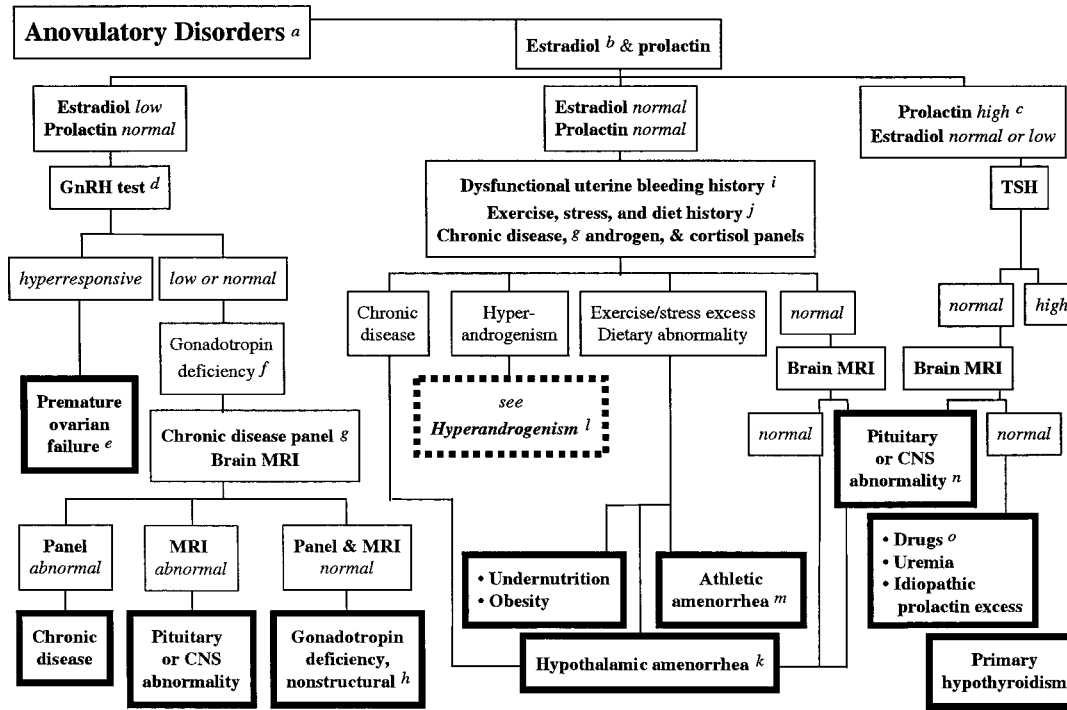 Anovulatory Disorders a
Estradiol b & prolactin
Estradiol low
Prolactin normal
Estradiol normal
Prolactin normal
Prolactin high c
Estradiol normal or low
GnRH test d
Dysfunctional uterine bleeding history i
Exercise, stress, and diet history j
Chronic disease, g androgen, & cortisol panels
TSH
hyperresponsive
low or normal
Chronic
disease
Hyper-
androgenism
Exercise/stress excess
Dietary abnormality
normal
normal
high
Gonadotropin
deficiency f
Brain MRI
Brain MRI
Premature
ovarian
failure e
see
Hyperandrogenism l
Chronic disease panel g
Brain MRI
normal
Pituitary
or CNS
abnormality n
normal
Panel
abnormal
MRI
abnormal
Panel & MRI
normal
• Undernutrition
• Obesity
Athletic
amenorrhea m
• Drugs o
• Uremia
• Idiopathic
prolactin excess
Chronic
disease
Pituitary
or CNS
abnormality
Gonadotropin
deficiency,
nonstructural h
Hypothalamic amenorrhea k
Primary
hypothyroidism